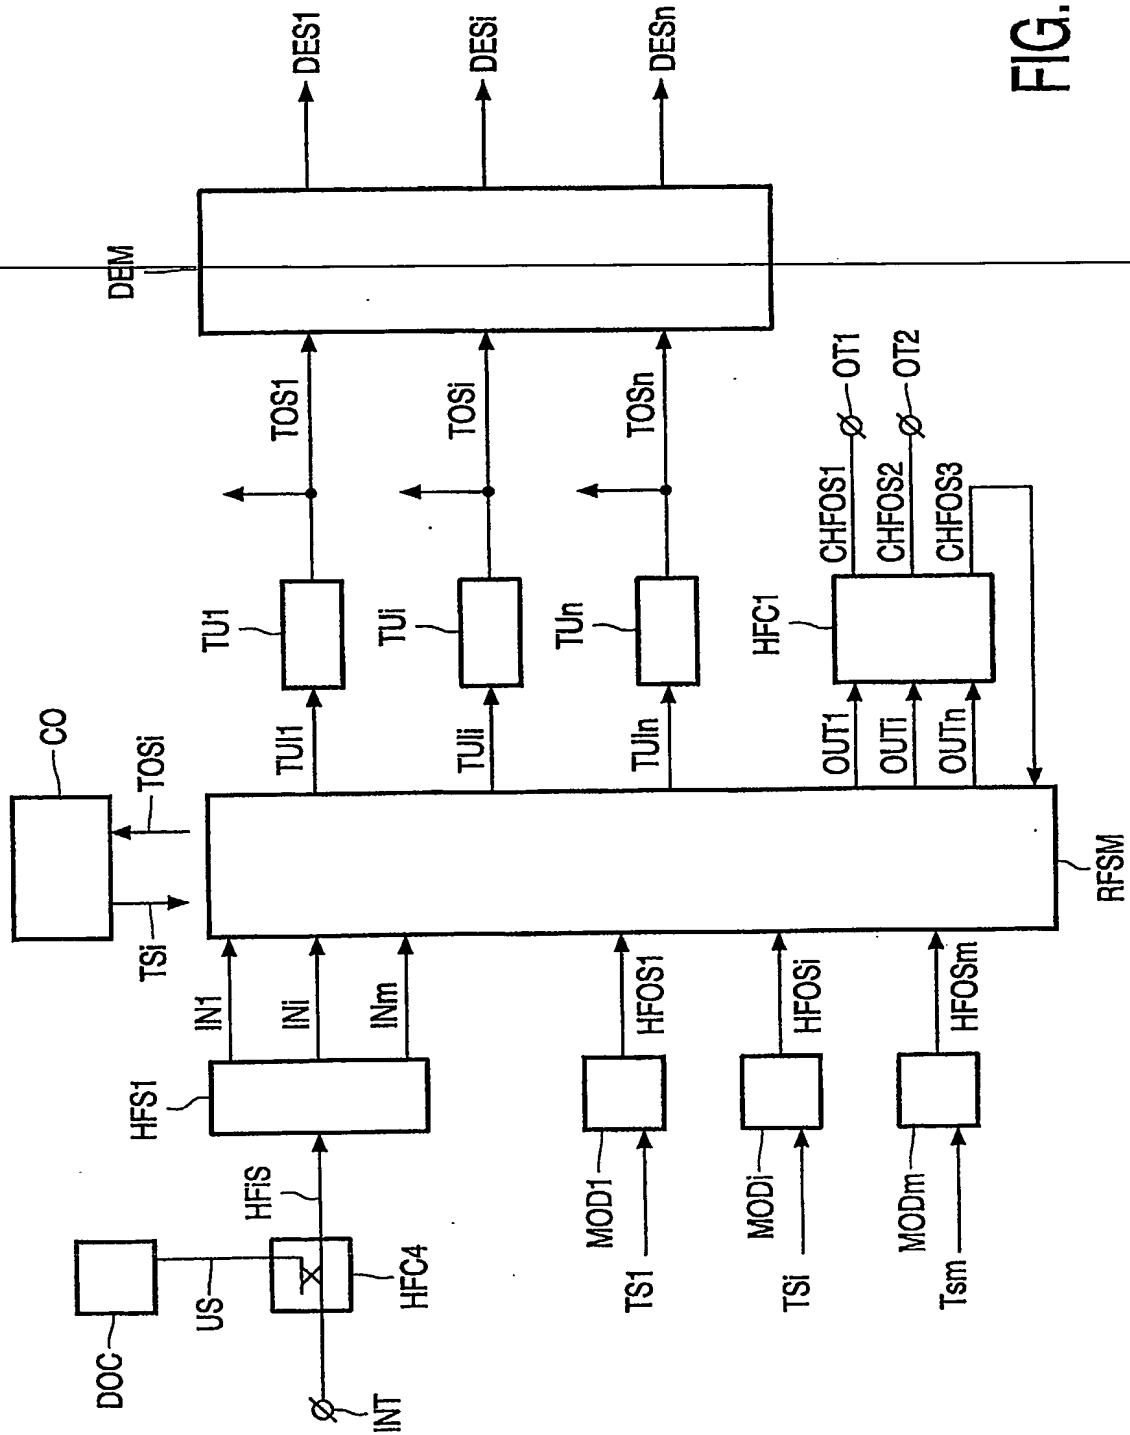 FIG.
DES1
DESi
DESn
DEM
TOS1
TOSi
TOSn
OT1
OT2
CHFOS1
CHFOS2
CHFOS3
TU1
TUi
TUn
HFC1
TUI1
TUIi
TUIn
OUT1
OUTi
OUTn
CO
TOSi
TSi
RFSM
IN1
INi
INm
HFOS1
HFOSi
HFOSm
HFS1
MOD1
MODi
MODm
HFiS
TS1
TSi
Tsm
DOC
US
HFC4
INT